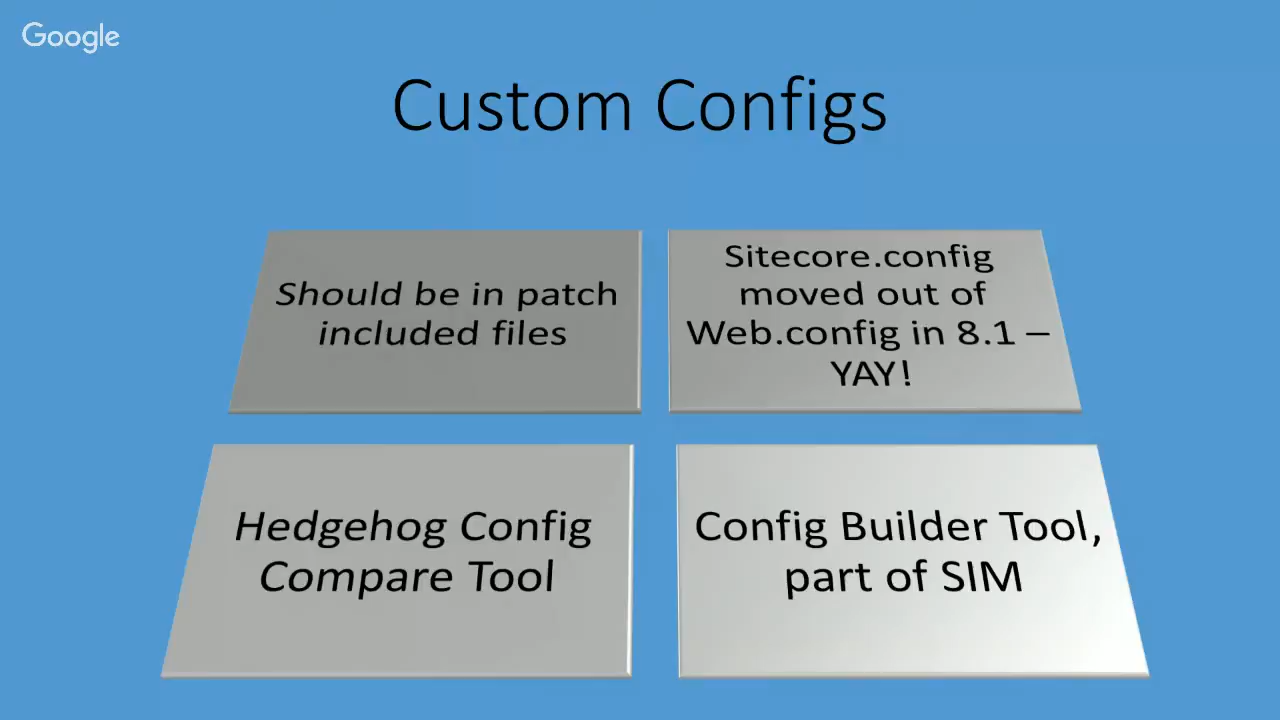 Google
Custom Configs
Should be in patch
included files
Sitecore.config
moved out of
Web.config in 8.1 –
YAY!
Hedgehog Config
Compare Tool
Config Builder Tool,
part of SIM